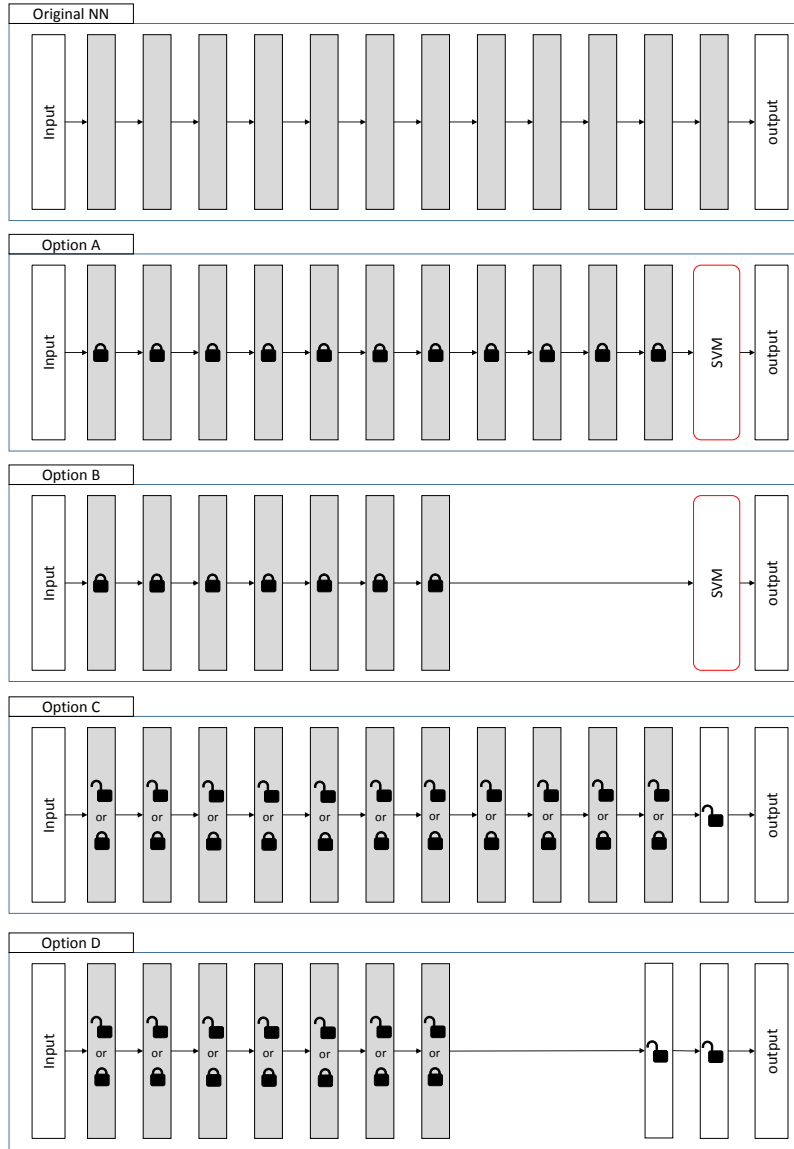 Original NN
Input
output
Option A
Input
SVM
output
Option B
Input
SVM
output
Option C
Input
or
or
or
or
or
or
or
or
or
or
or
output
Option D
Input
or
or
or
or
or
or
or
output